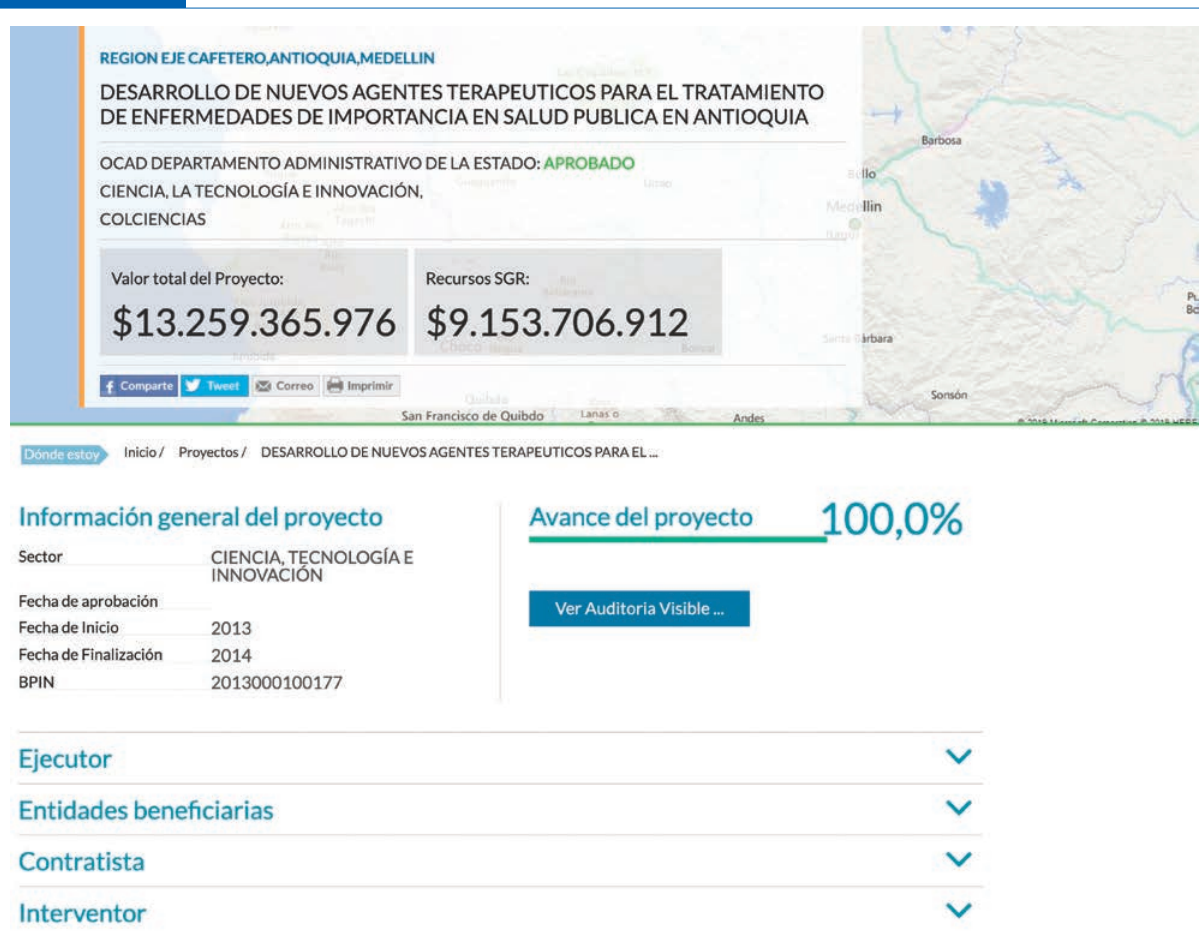 REGION EJE CAFETERO,ANTIOQUIA,MEDELLIN
DESARROLLO DE NUEVOS AGENTES TERAPEUTICOS PARA EL TRATAMIENTO
DE ENFERMEDADES DE IMPORTANCIA EN SALUD PUBLICA EN ANTIOQUIA
OCAD DEPARTAMENTO ADMINISTRATIVO DE LA ESTADO: APROBADO
CIENCIA, LA TECNOLOGÍA E INNOVACIÓN,
COLCIENCIAS
Valor total del Proyecto:
$13.259.365.976
Recursos SGR:
$9.153.706.912
Comparte
Tweet
Correo
Imprimir
Barbosa
Bello
Medellin
Santa Bárbara
Sonsón
San Francisco de Quibdo
Andes
Dónde estoy
Inicio / Proyectos / DESARROLLO DE NUEVOS AGENTES TERAPEUTICOS PARA EL ...
Información general del proyecto
Sector CIENCIA, TECNOLOGÍA E
INNOVACIÓN
Fecha de aprobación
Fecha de Inicio 2013
Fecha de Finalización 2014
BPIN 2013000100177
Avance del proyecto 100,0%
Ver Auditoria Visible ...
Ejecutor
Entidades beneficiarias
Contratista
Interventor